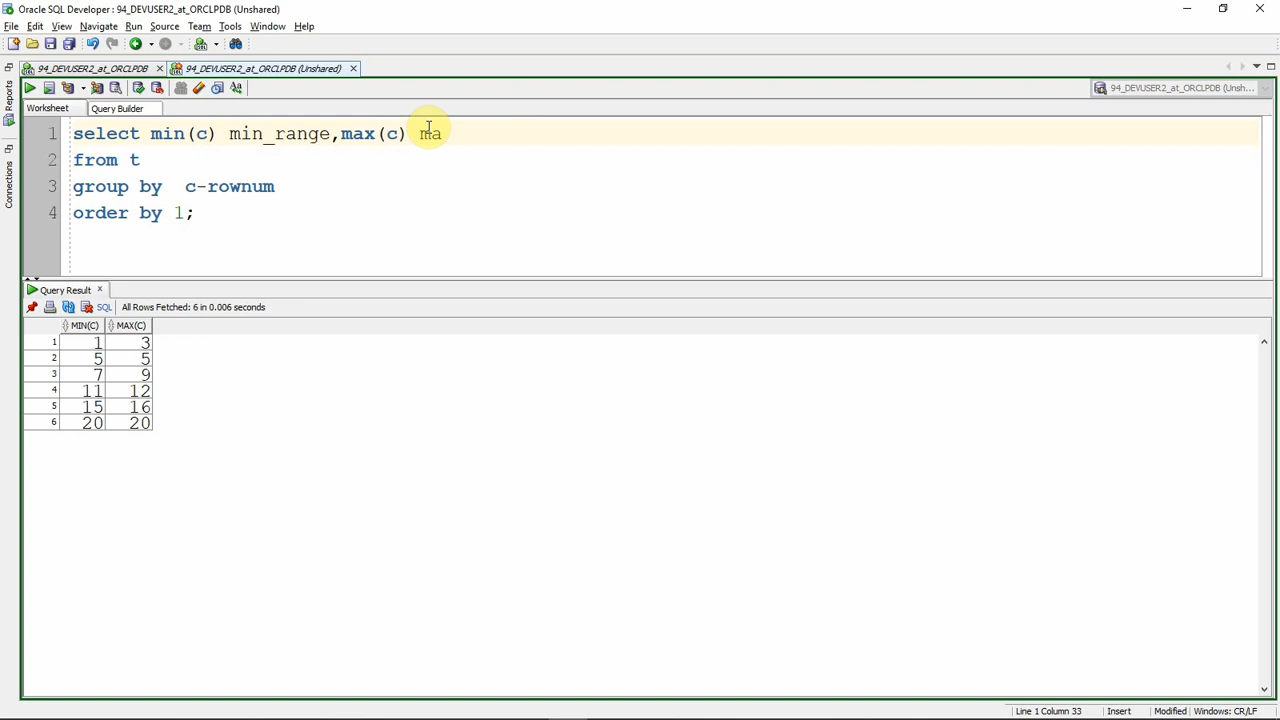 Oracle SQL Developer : 94_DEVUSER2_at_ORCLPDB (Unshared)
File Edit View Navigate Run Source Team Tools Window Help
94_DEVUSER2_at_ORCLPDB 94_DEVUSER2_at_ORCLPDB (Unshared)
94_DEVUSER2_at_ORCLPDB (Unsh...
Reports
Connections
Worksheet Query Builder
1 select min(c) min_range,max(c) ma
2 from t
3 group by  c-rownum
4 order by 1;
Query Result
SQL All Rows Fetched: 6 in 0.006 seconds
MIN(C) MAX(C)
1 1 3
2 5 5
3 7 9
4 11 12
5 15 16
6 20 20
Line 1 Column 33 Insert Modified Windows: CR/LF